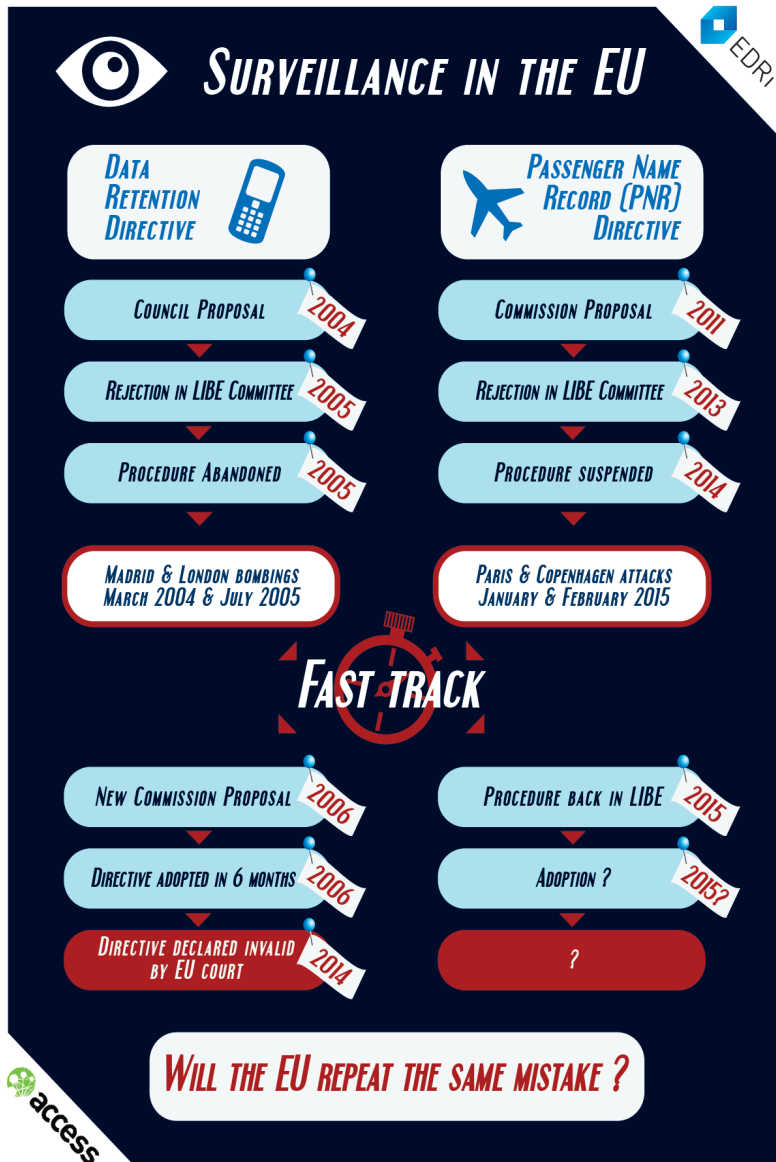 SURVEILLANCE IN THE EU
EDRi
DATA
RETENTION
DIRECTIVE
PASSENGER NAME
RECORD (PNR)
DIRECTIVE
COUNCIL PROPOSAL
2004
COMMISSION PROPOSAL
2011
REJECTION IN LIBE COMMITTEE
2005
REJECTION IN LIBE COMMITTEE
2013
PROCEDURE ABANDONED
2005
PROCEDURE SUSPENDED
2014
MADRID & LONDON BOMBINGS
MARCH 2004 & JULY 2005
PARIS & COPENHAGEN ATTACKS
JANUARY & FEBRUARY 2015
FAST TRACK
NEW COMMISSION PROPOSAL
2006
PROCEDURE BACK IN LIBE
2015
DIRECTIVE ADOPTED IN 6 MONTHS
2006
ADOPTION ?
2015?
DIRECTIVE DECLARED INVALID
BY EU COURT
2014
?
WILL THE EU REPEAT THE SAME MISTAKE ?
access